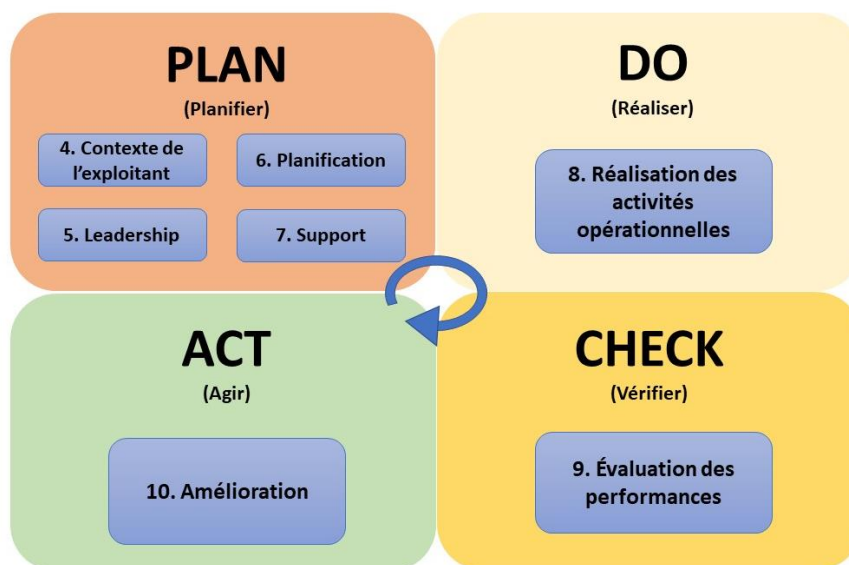 PLAN
(Planifier)
4. Contexte de
l'exploitant
6. Planification
5. Leadership
7. Support
DO
(Réaliser)
8. Réalisation des
activités
opérationnelles
ACT
(Agir)
10. Amélioration
CHECK
(Vérifier)
9. Évaluation des
performances